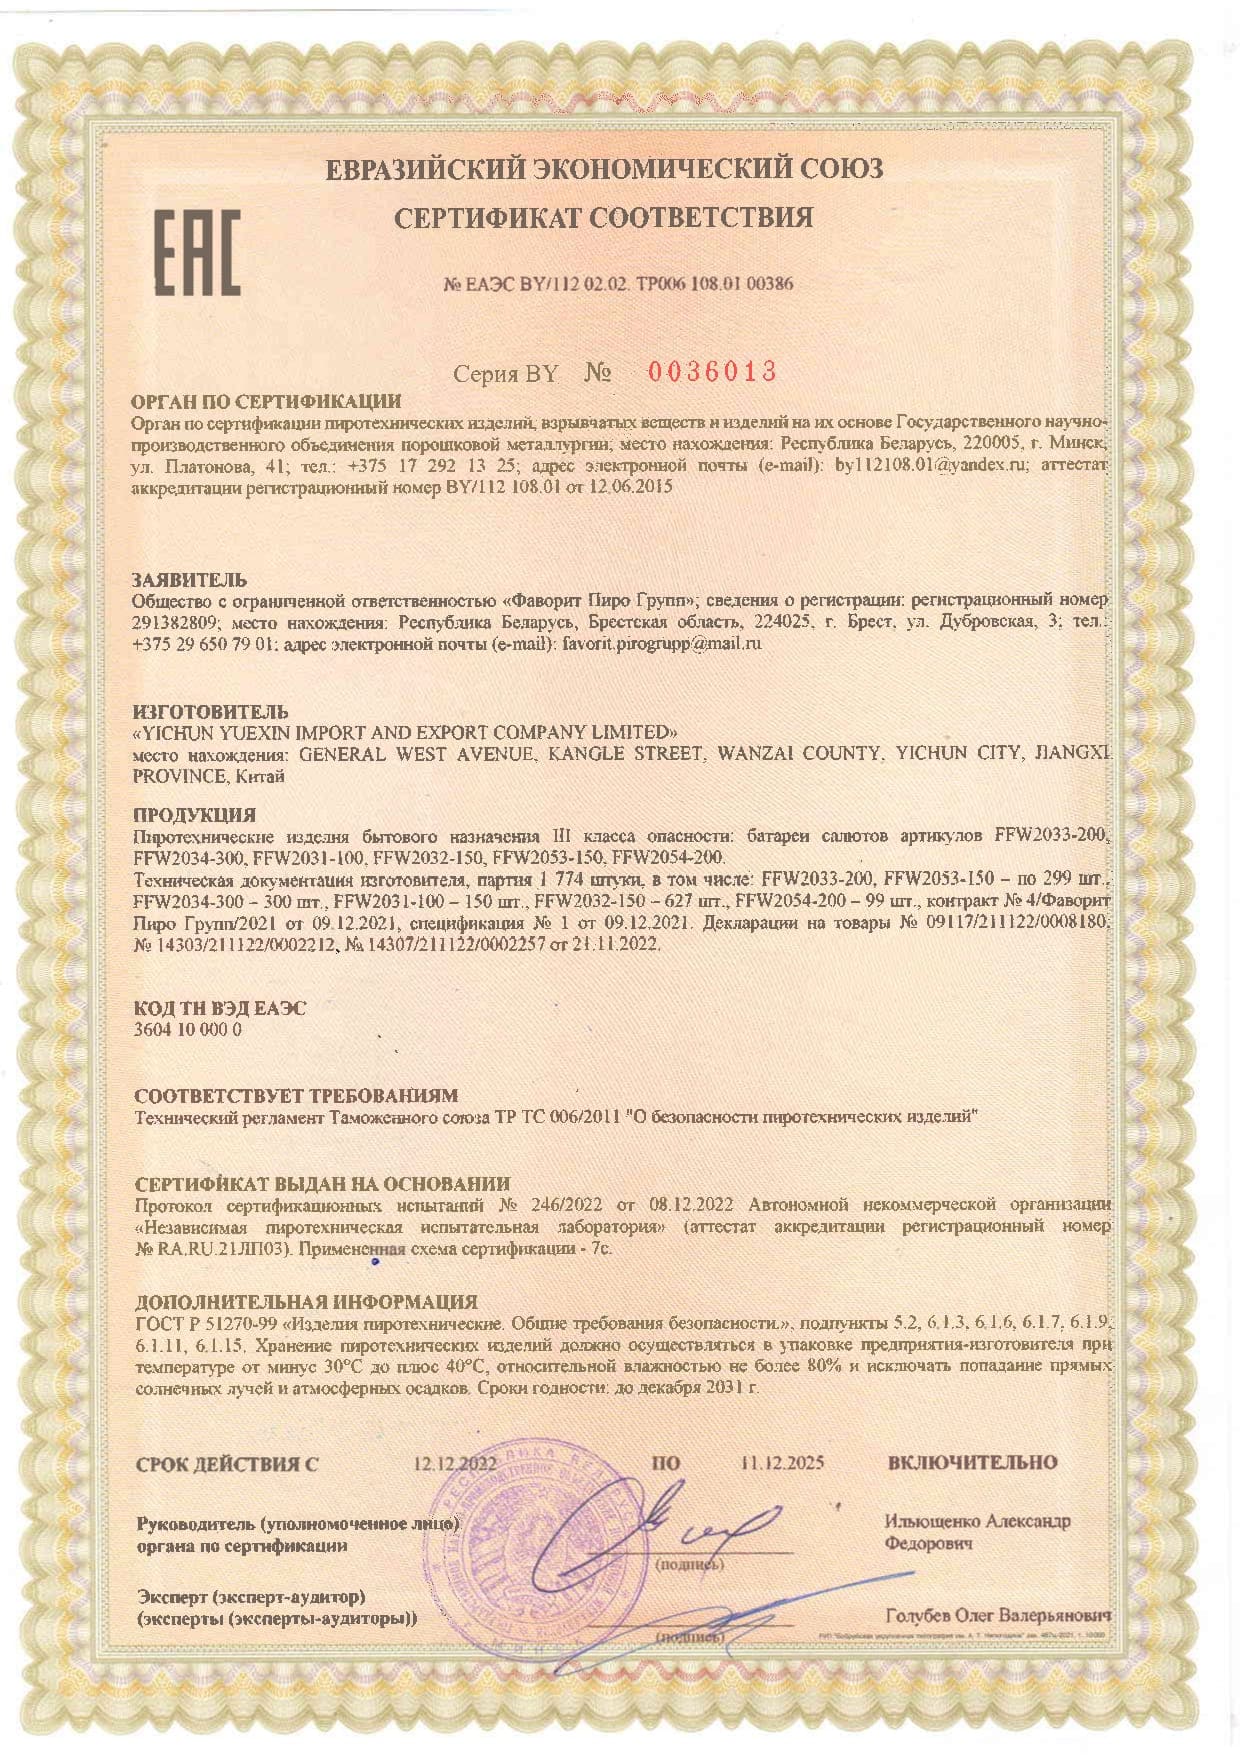 ЕВРАЗИЙСКИЙ ЭКОНОМИЧЕСКИЙ СОЮЗ
EAC
СЕРТИФИКАТ СООТВЕТСТВИЯ
№ ЕАЭС BY/112 02.02. ТР006 108.01 00386
Серия BY № 0036013
ОРГАН ПО СЕРТИФИКАЦИИ
Орган по сертификации пиротехнических изделий, взрывчатых веществ и изделий на их основе Государственного научно-
производственного объединения порошковой металлургии; место нахождения: Республика Беларусь, 220005, г. Минск,
ул. Платонова, 41; тел.: +375 17 292 13 25; адрес электронной почты (e-mail): by112108.01@yandex.ru; аттестат
аккредитации регистрационный номер BY/112 108.01 от 12.06.2015
ЗАЯВИТЕЛЬ
Общество с ограниченной ответственностью «Фаворит Пиро Групп»; сведения о регистрации: регистрационный номер
291382809; место нахождения: Республика Беларусь, Брестская область, 224025, г. Брест, ул. Дубровская, 3; тел.:
+375 29 650 79 01; адрес электронной почты (e-mail): favorit.pirogrupp@mail.ru
ИЗГОТОВИТЕЛЬ
«YICHUN YUEXIN IMPORT AND EXPORT COMPANY LIMITED»
место нахождения: GENERAL WEST AVENUE, KANGLE STREET, WANZAI COUNTY, YICHUN CITY, JIANGXI
PROVINCE, Китай
ПРОДУКЦИЯ
Пиротехнические изделия бытового назначения III класса опасности: батареи салютов артикулов FFW2033-200,
FFW2034-300, FFW2031-100, FFW2032-150, FFW2053-150, FFW2054-200.
Техническая документация изготовителя, партия 1 774 штуки, в том числе: FFW2033-200, FFW2053-150 – по 299 шт.,
FFW2034-300 – 300 шт., FFW2031-100 – 150 шт., FFW2032-150 – 627 шт., FFW2054-200 – 99 шт., контракт № 4/Фаворит
Пиро Групп/2021 от 09.12.2021, спецификация № 1 от 09.12.2021. Декларации на товары № 09117/211122/0008180,
№ 14303/211122/0002212, № 14307/211122/0002257 от 21.11.2022.
КОД ТН ВЭД ЕАЭС
3604 10 000 0
СООТВЕТСТВУЕТ ТРЕБОВАНИЯМ
Технический регламент Таможенного союза ТР ТС 006/2011 "О безопасности пиротехнических изделий"
СЕРТИФИКАТ ВЫДАН НА ОСНОВАНИИ
Протокол сертификационных испытаний № 246/2022 от 08.12.2022 Автономной некоммерческой организации
«Независимая пиротехническая испытательная лаборатория» (аттестат аккредитации регистрационный номер
№ RA.RU.21ЛП03). Примененная схема сертификации - 7с.
ДОПОЛНИТЕЛЬНАЯ ИНФОРМАЦИЯ
ГОСТ Р 51270-99 «Изделия пиротехнические. Общие требования безопасности.», подпункты 5.2, 6.1.3, 6.1.6, 6.1.7, 6.1.9,
6.1.11, 6.1.15. Хранение пиротехнических изделий должно осуществляться в упаковке предприятия-изготовителя при
температуре от минус 30°С до плюс 40°С, относительной влажностью не более 80% и исключать попадание прямых
солнечных лучей и атмосферных осадков. Сроки годности: до декабря 2031 г.
СРОК ДЕЙСТВИЯ С 12.12.2022 ПО 11.12.2025 ВКЛЮЧИТЕЛЬНО
Руководитель (уполномоченное лицо)
органа по сертификации
(подпись)
Ильющенко Александр
Федорович
Эксперт (эксперт-аудитор)
(эксперты (эксперты-аудиторы))
(подпись)
Голубев Олег Валерьянович